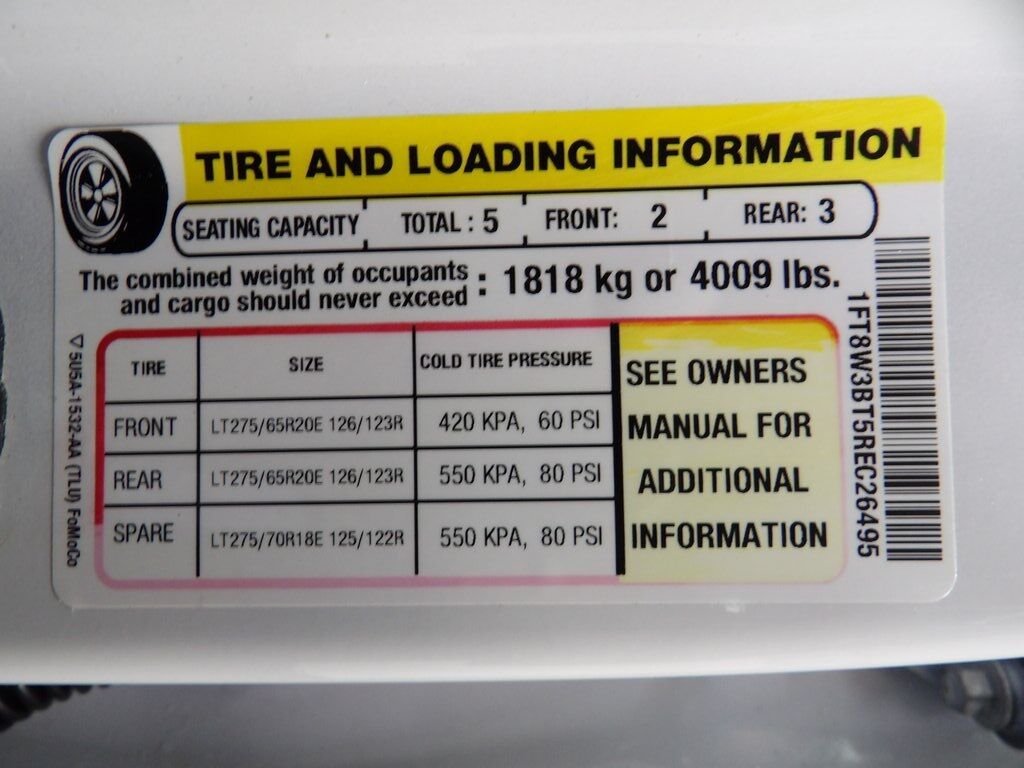 TIRE AND LOADING INFORMATION
SEATING CAPACITY TOTAL : 5 FRONT: 2 REAR: 3
The combined weight of occupants
and cargo should never exceed : 1818 kg or 4009 lbs.
TIRE SIZE COLD TIRE PRESSURE
FRONT LT275/65R20E 126/123R 420 KPA, 60 PSI
REAR LT275/65R20E 126/123R 550 KPA, 80 PSI
SPARE LT275/70R18E 125/122R 550 KPA, 80 PSI
SEE OWNERS
MANUAL FOR
ADDITIONAL
INFORMATION
1FT8W3BT5REC26495
▽ 5U5A-1532-AA (TLU) FoMoCo